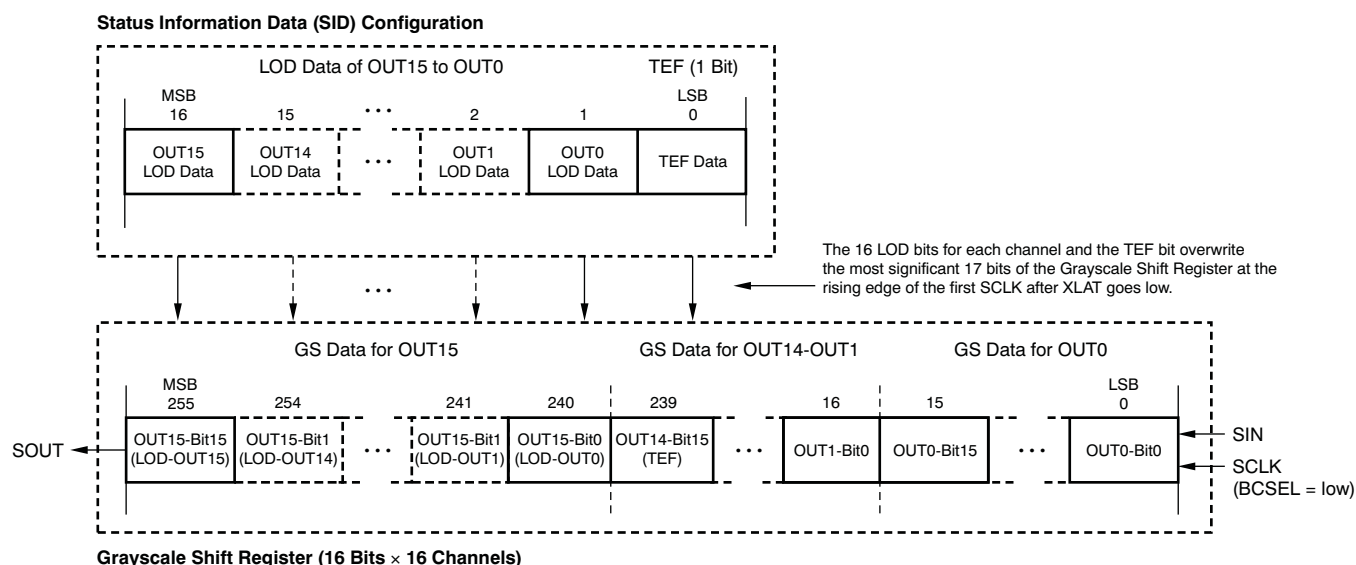 Status Information Data (SID) Configuration
LOD Data of OUT15 to OUT0 TEF (1 Bit)
MSB LSB
16 15 • • • 2 1 0
OUT15 OUT14 OUT1 OUT0
LOD Data LOD Data • • • LOD Data LOD Data TEF Data
The 16 LOD bits for each channel and the TEF bit overwrite
the most significant 17 bits of the Grayscale Shift Register at the
rising edge of the first SCLK after XLAT goes low.
• • •
GS Data for OUT15 GS Data for OUT14-OUT1 GS Data for OUT0
MSB LSB
255 254 241 240 239 16 15 0
OUT15-Bit15 OUT15-Bit1 OUT15-Bit1 OUT15-Bit0 OUT14-Bit15
(LOD-OUT15) (LOD-OUT14) • • • (LOD-OUT1) (LOD-OUT0) (TEF) • • • OUT1-Bit0 OUT0-Bit15 • • • OUT0-Bit0
SOUT
SIN
SCLK
(BCSEL = low)
Grayscale Shift Register (16 Bits × 16 Channels)